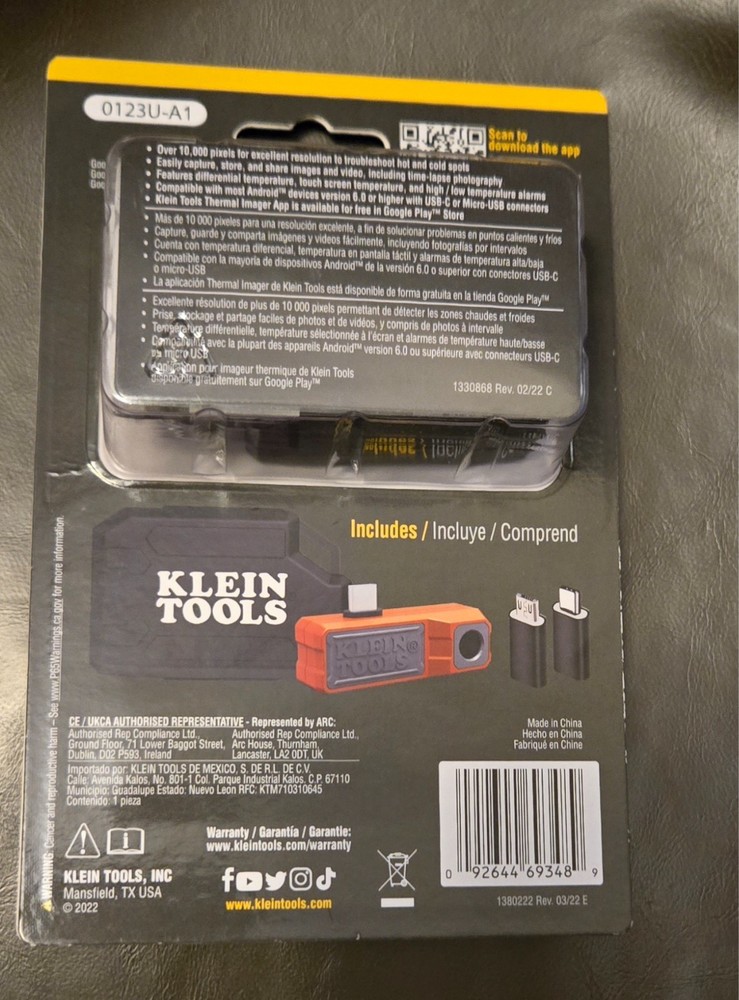 0123U-A1
Scan to
download the app
Goo
Goo
Goo
• Over 10,000 pixels for excellent resolution to troubleshoot hot and cold spots
• Easily capture, store, and share images and video, including time-lapse photography
• Features differential temperature, touch screen temperature, and high / low temperature alarms
• Compatible with most Android™ devices version 6.0 or higher with USB-C or Micro-USB connectors
• Klein Tools Thermal Imager App is available for free in Google Play™ Store
• Más de 10 000 píxeles para una resolución excelente, a fin de solucionar problemas en puntos calientes y fríos
• Capture, guarde y comparta imágenes y videos fácilmente, incluyendo fotografías por intervalos
• Cuenta con temperatura diferencial, temperatura en pantalla táctil y alarmas de temperatura alta/baja
• Compatible con la mayoría de dispositivos Android™ de la versión 6.0 o superior con conectores USB-C
o micro-USB
• La aplicación Thermal Imager de Klein Tools está disponible de forma gratuita en la tienda Google Play™
• Excellente résolution de plus de 10 000 pixels permettant de détecter les zones chaudes et froides
• Prise, stockage et partage faciles de photos et de vidéos, y compris de photos à intervalle
• Température différentielle, température sélectionnée à l'écran et alarmes de température haute/basse
• Compatible avec la plupart des appareils Android™ version 6.0 ou supérieure avec connecteurs USB-C
ou micro USB
• Application pour imageur thermique de Klein Tools
disponible gratuitement sur Google Play™
1330868 Rev. 02/22 C
Includes / Incluye / Comprend
KLEIN
TOOLS
KLEIN®
TOOLS
⚠WARNING: Cancer and reproductive harm – See www.P65Warnings.ca.gov for more information.
CE / UKCA AUTHORISED REPRESENTATIVE - Represented by ARC:
Authorised Rep Compliance Ltd., Authorised Rep Compliance Ltd.,
Ground Floor, 71 Lower Baggot Street, Arc House, Thurnham,
Dublin, D02 P593, Ireland Lancaster, LA2 0DT, UK
Importado por: KLEIN TOOLS DE MEXICO, S. DE R.L. DE C.V.
Calle: Avenida Kalos, No. 801-1 Col. Parque Industrial Kalos. C.P. 67110
Municipio: Guadalupe Estado: Nuevo León RFC: KTM710310645
Contenido: 1 pieza
Made in China
Hecho en China
Fabriqué en Chine
Warranty / Garantía / Garantie:
www.kleintools.com/warranty
KLEIN TOOLS, INC
Mansfield, TX USA
© 2022
www.kleintools.com
0 92644 69348 9
1380222 Rev. 03/22 E